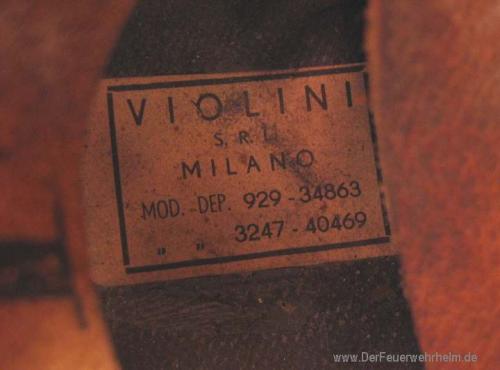 VIOLINI
S.R.L.
MILANO
MOD. DEP. 929-34863
" " 3247-40469
www.DerFeuerwehrhelm.de